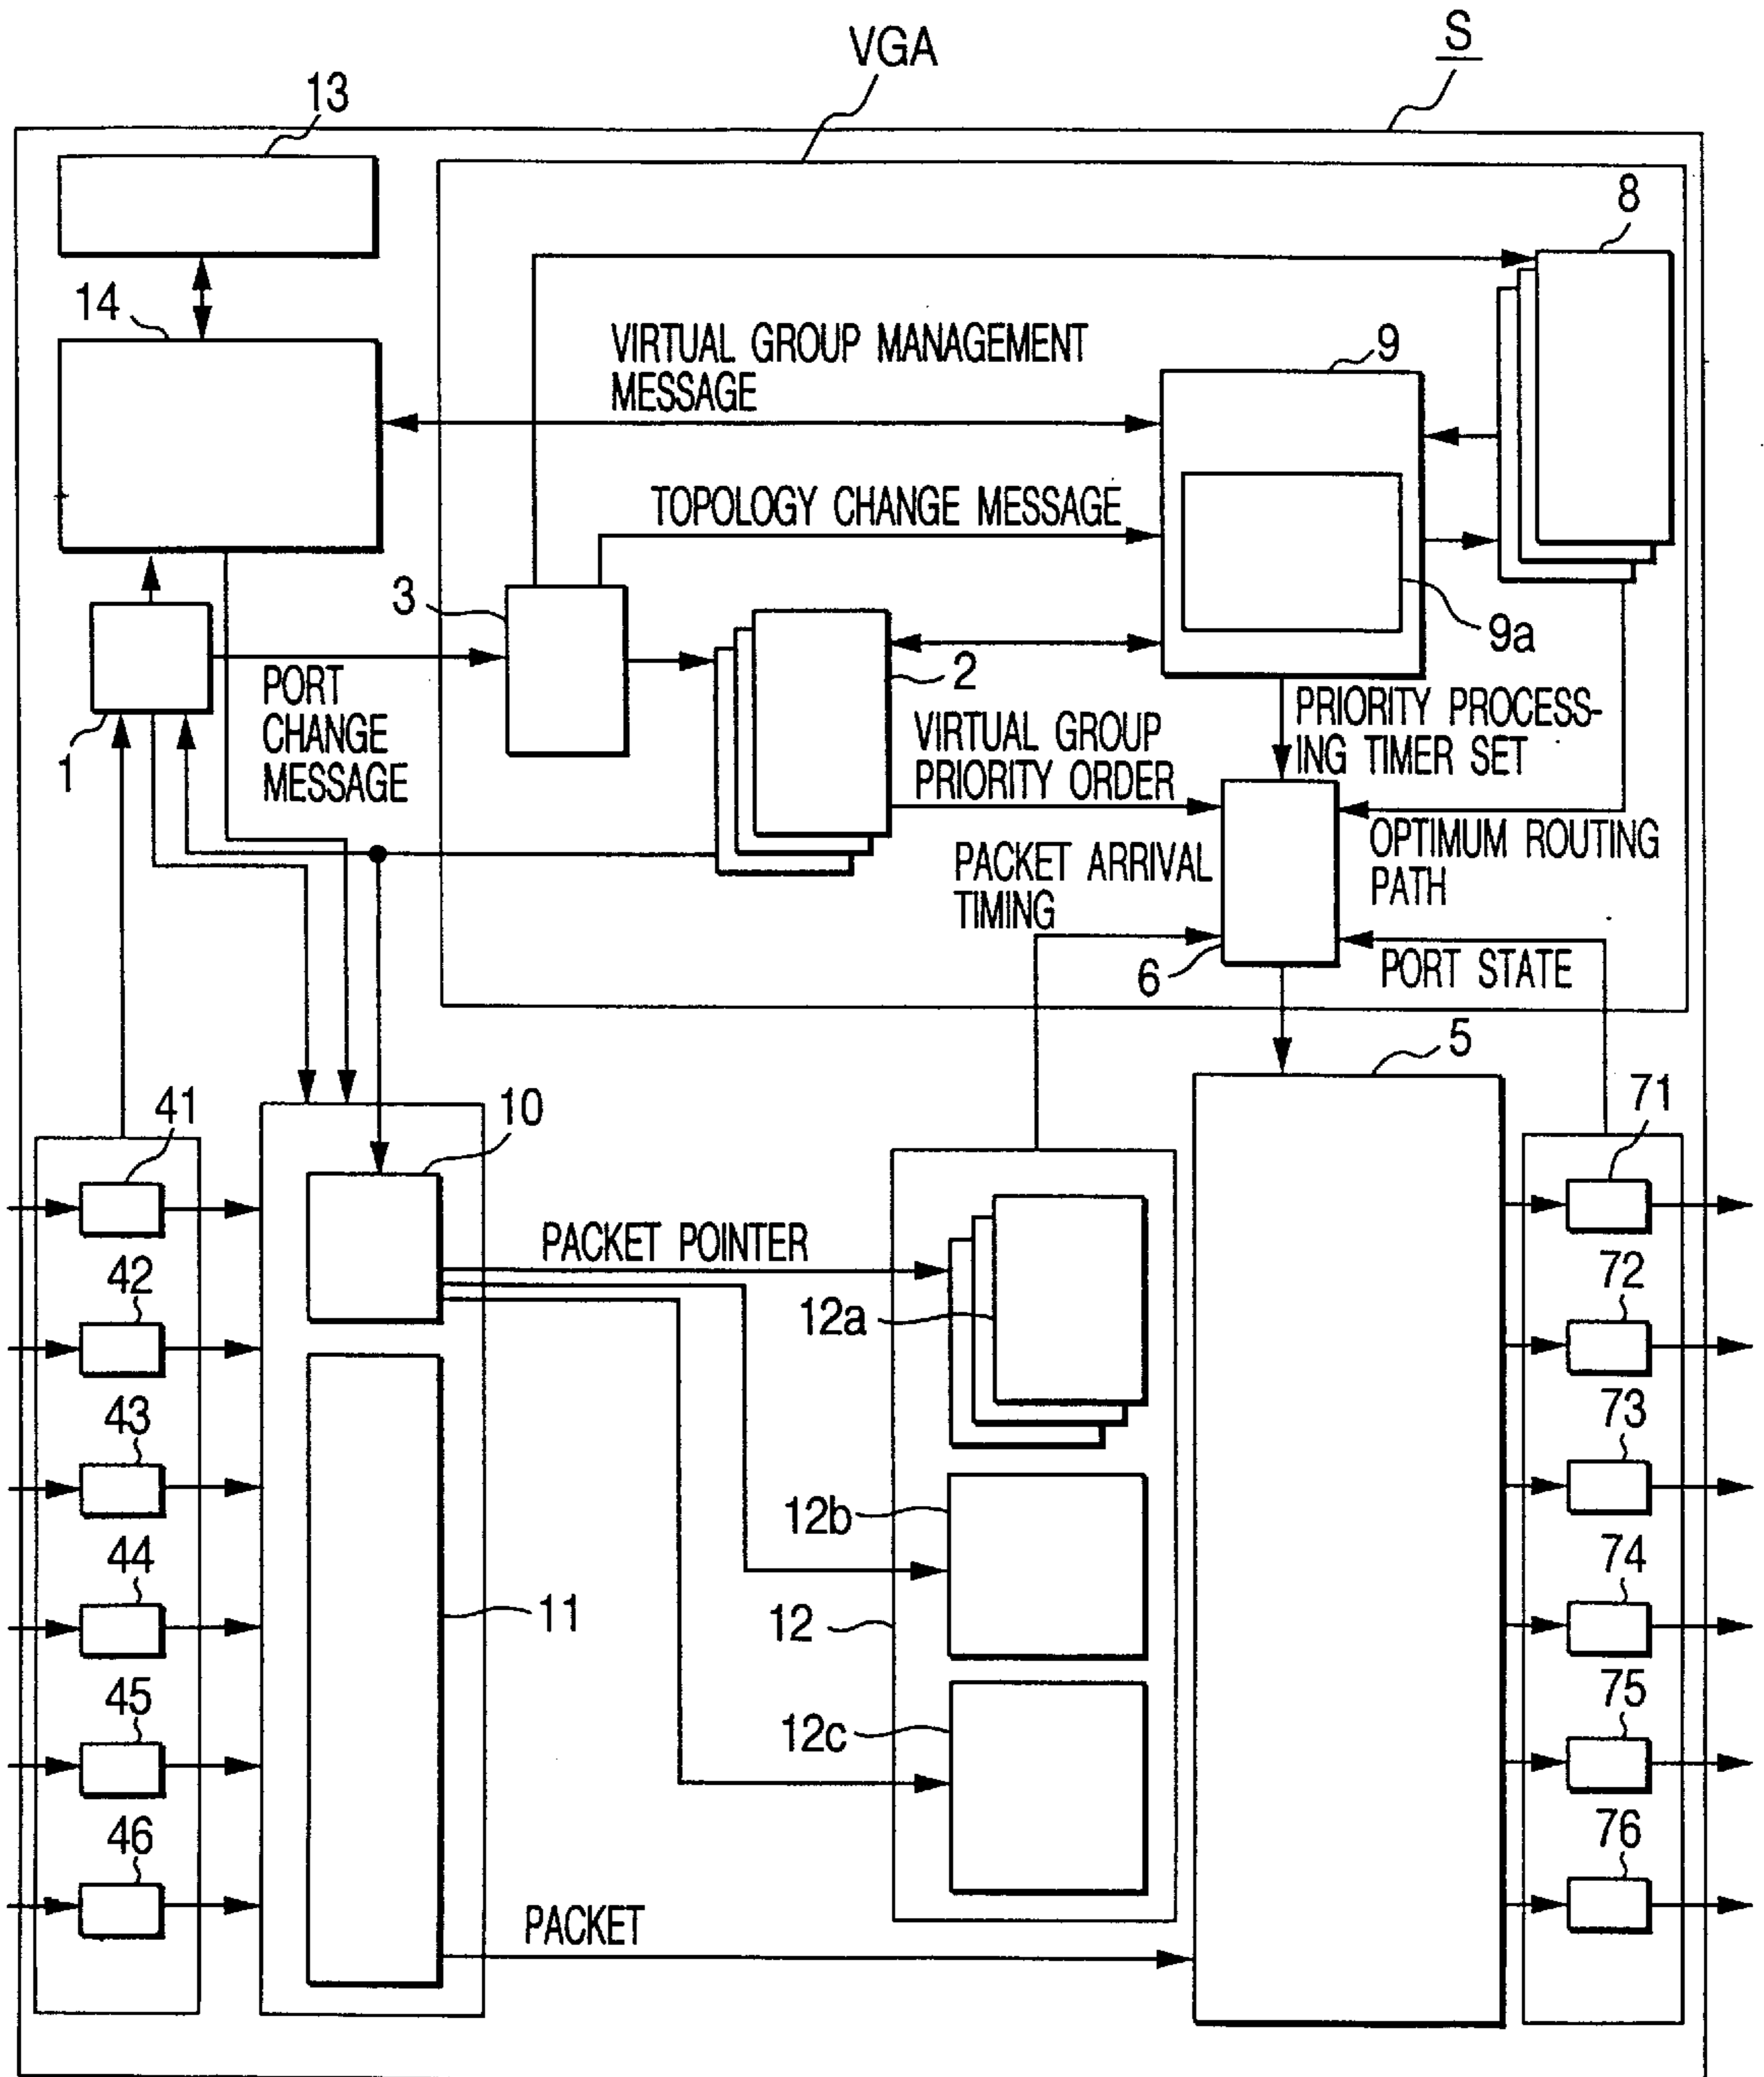 S
VGA
13
8
14
VIRTUAL GROUP MANAGEMENT
MESSAGE
9
TOPOLOGY CHANGE MESSAGE
3
9a
2
1
PORT
CHANGE
MESSAGE
PRIORITY PROCESS-
ING TIMER SET
VIRTUAL GROUP
PRIORITY ORDER
OPTIMUM ROUTING
PATH
PACKET ARRIVAL
TIMING
6
PORT STATE
5
41
10
71
PACKET POINTER
42
12a
72
43
12b
73
44
11
12
74
45
12c
75
46
76
PACKET